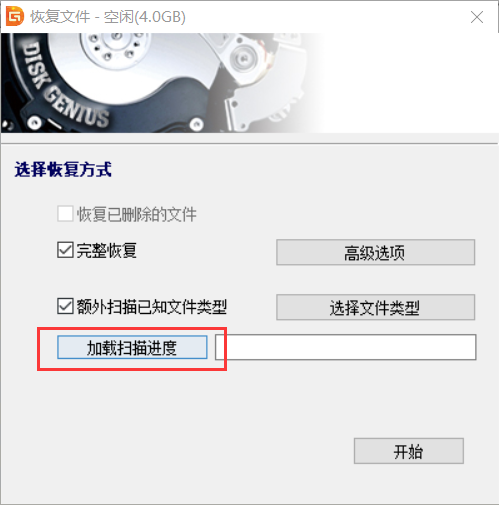 恢复文件 - 空闲(4.0GB)
DISK GENIUS
选择恢复方式
恢复已删除的文件
完整恢复
高级选项
额外扫描已知文件类型
选择文件类型
加载扫描进度
开始